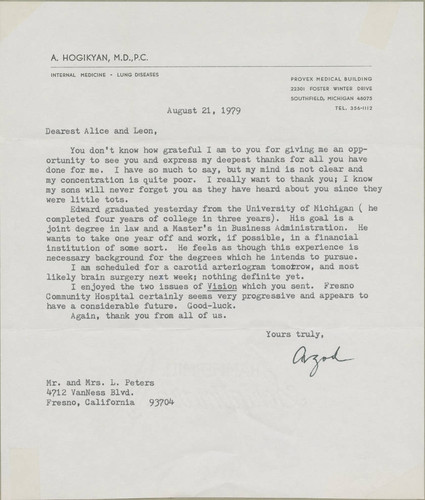 A. HOGIKYAN, M.D., P.C.
INTERNAL MEDICINE • LUNG DISEASES
PROVEX MEDICAL BUILDING
22301 FOSTER WINTER DRIVE
SOUTHFIELD, MICHIGAN 48075
TEL. 356-1112
August 21, 1979
Dearest Alice and Leon,
You don't know how grateful I am to you for giving me an opp-
ortunity to see you and express my deepest thanks for all you have
done for me. I have so much to say, but my mind is not clear and
my concentration is quite poor. I really want to thank you; I know
my sons will never forget you as they have heard about you since they
were little tots.
Edward graduated yesterday from the University of Michigan ( he
completed four years of college in three years). His goal is a
joint degree in law and a Master's in Business Administration. He
wants to take one year off and work, if possible, in a financial
institution of some sort. He feels as though this experience is
necessary background for the degrees which he intends to pursue.
I am scheduled for a carotid arteriogram tomorrow, and most
likely brain surgery next week; nothing definite yet.
I enjoyed the two issues of Vision which you sent. Fresno
Community Hospital certainly seems very progressive and appears to
have a considerable future. Good-luck.
Again, thank you from all of us.
Yours truly,
Arzod
Mr. and Mrs. L. Peters
4712 VanNess Blvd.
Fresno, California 93704